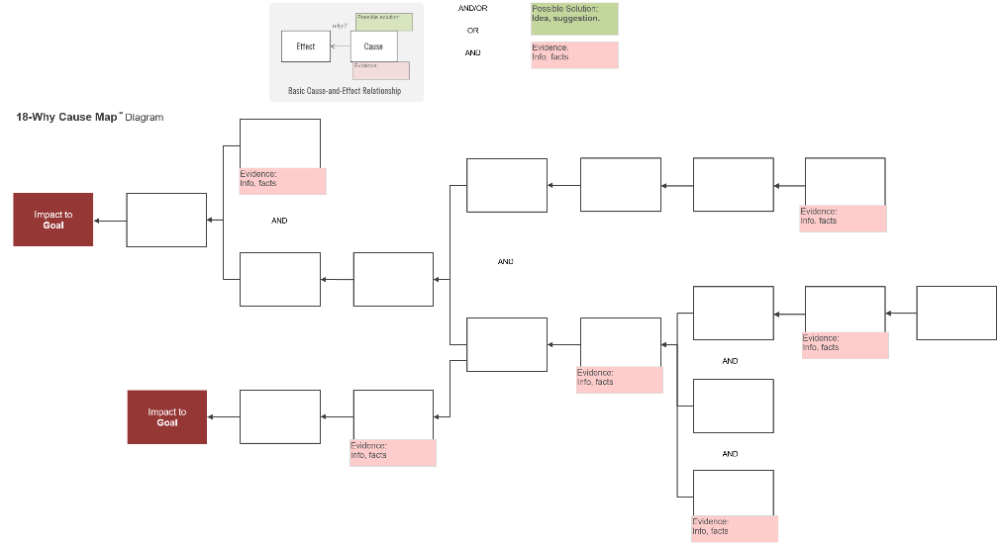 Possible solution:
why?
Effect
Cause
Evidence:
Basic Cause-and-Effect Relationship
AND/OR
OR
AND
Possible Solution:
Idea, suggestion.
Evidence:
Info, facts
18-Why Cause Map™ Diagram
Evidence:
Info, facts
Impact to
Goal
AND
Evidence:
Info, facts
AND
Evidence:
Info, facts
Evidence:
Info, facts
AND
Impact to
Goal
Evidence:
Info, facts
AND
Evidence:
Info, facts